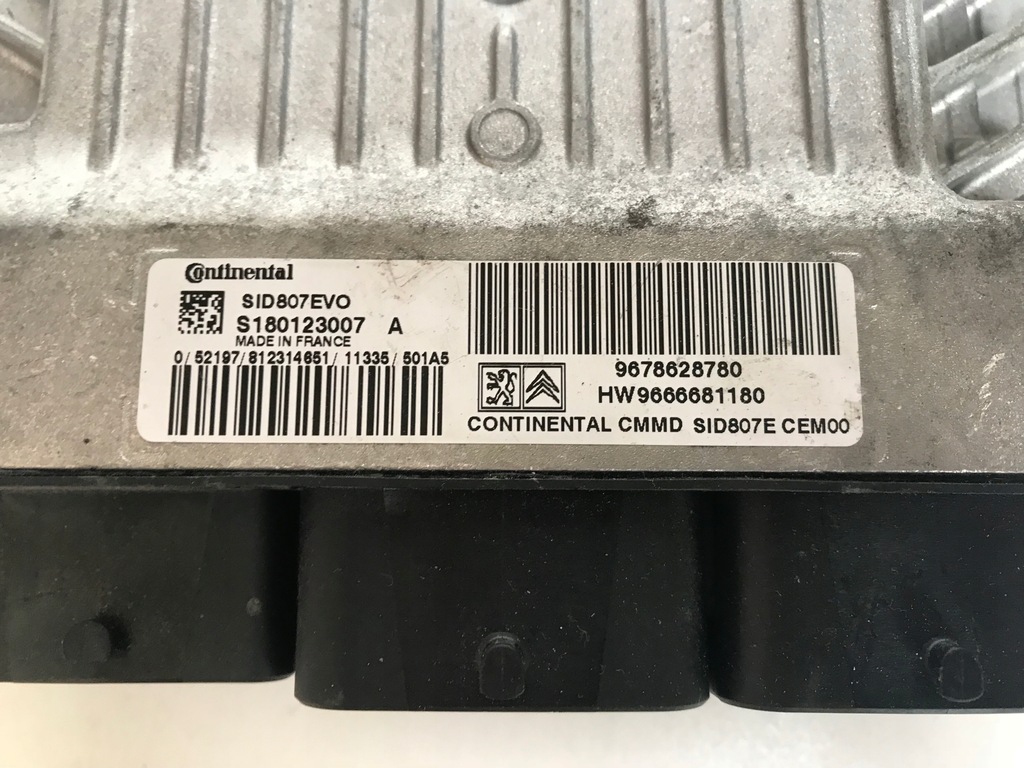 Continental
SID807EVO
S180123007 A
MADE IN FRANCE
0/52197/812314651/11335/501A5
9678628780
HW9666681180
CONTINENTAL CMMD SID807E CEM00